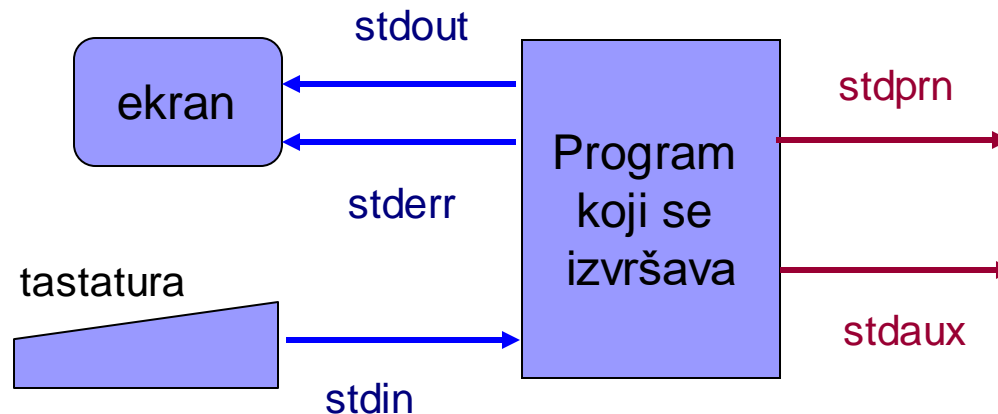 stdout
ekran
stderr
tastatura
stdin
Program
koji se
izvršava
stdprn
stdaux